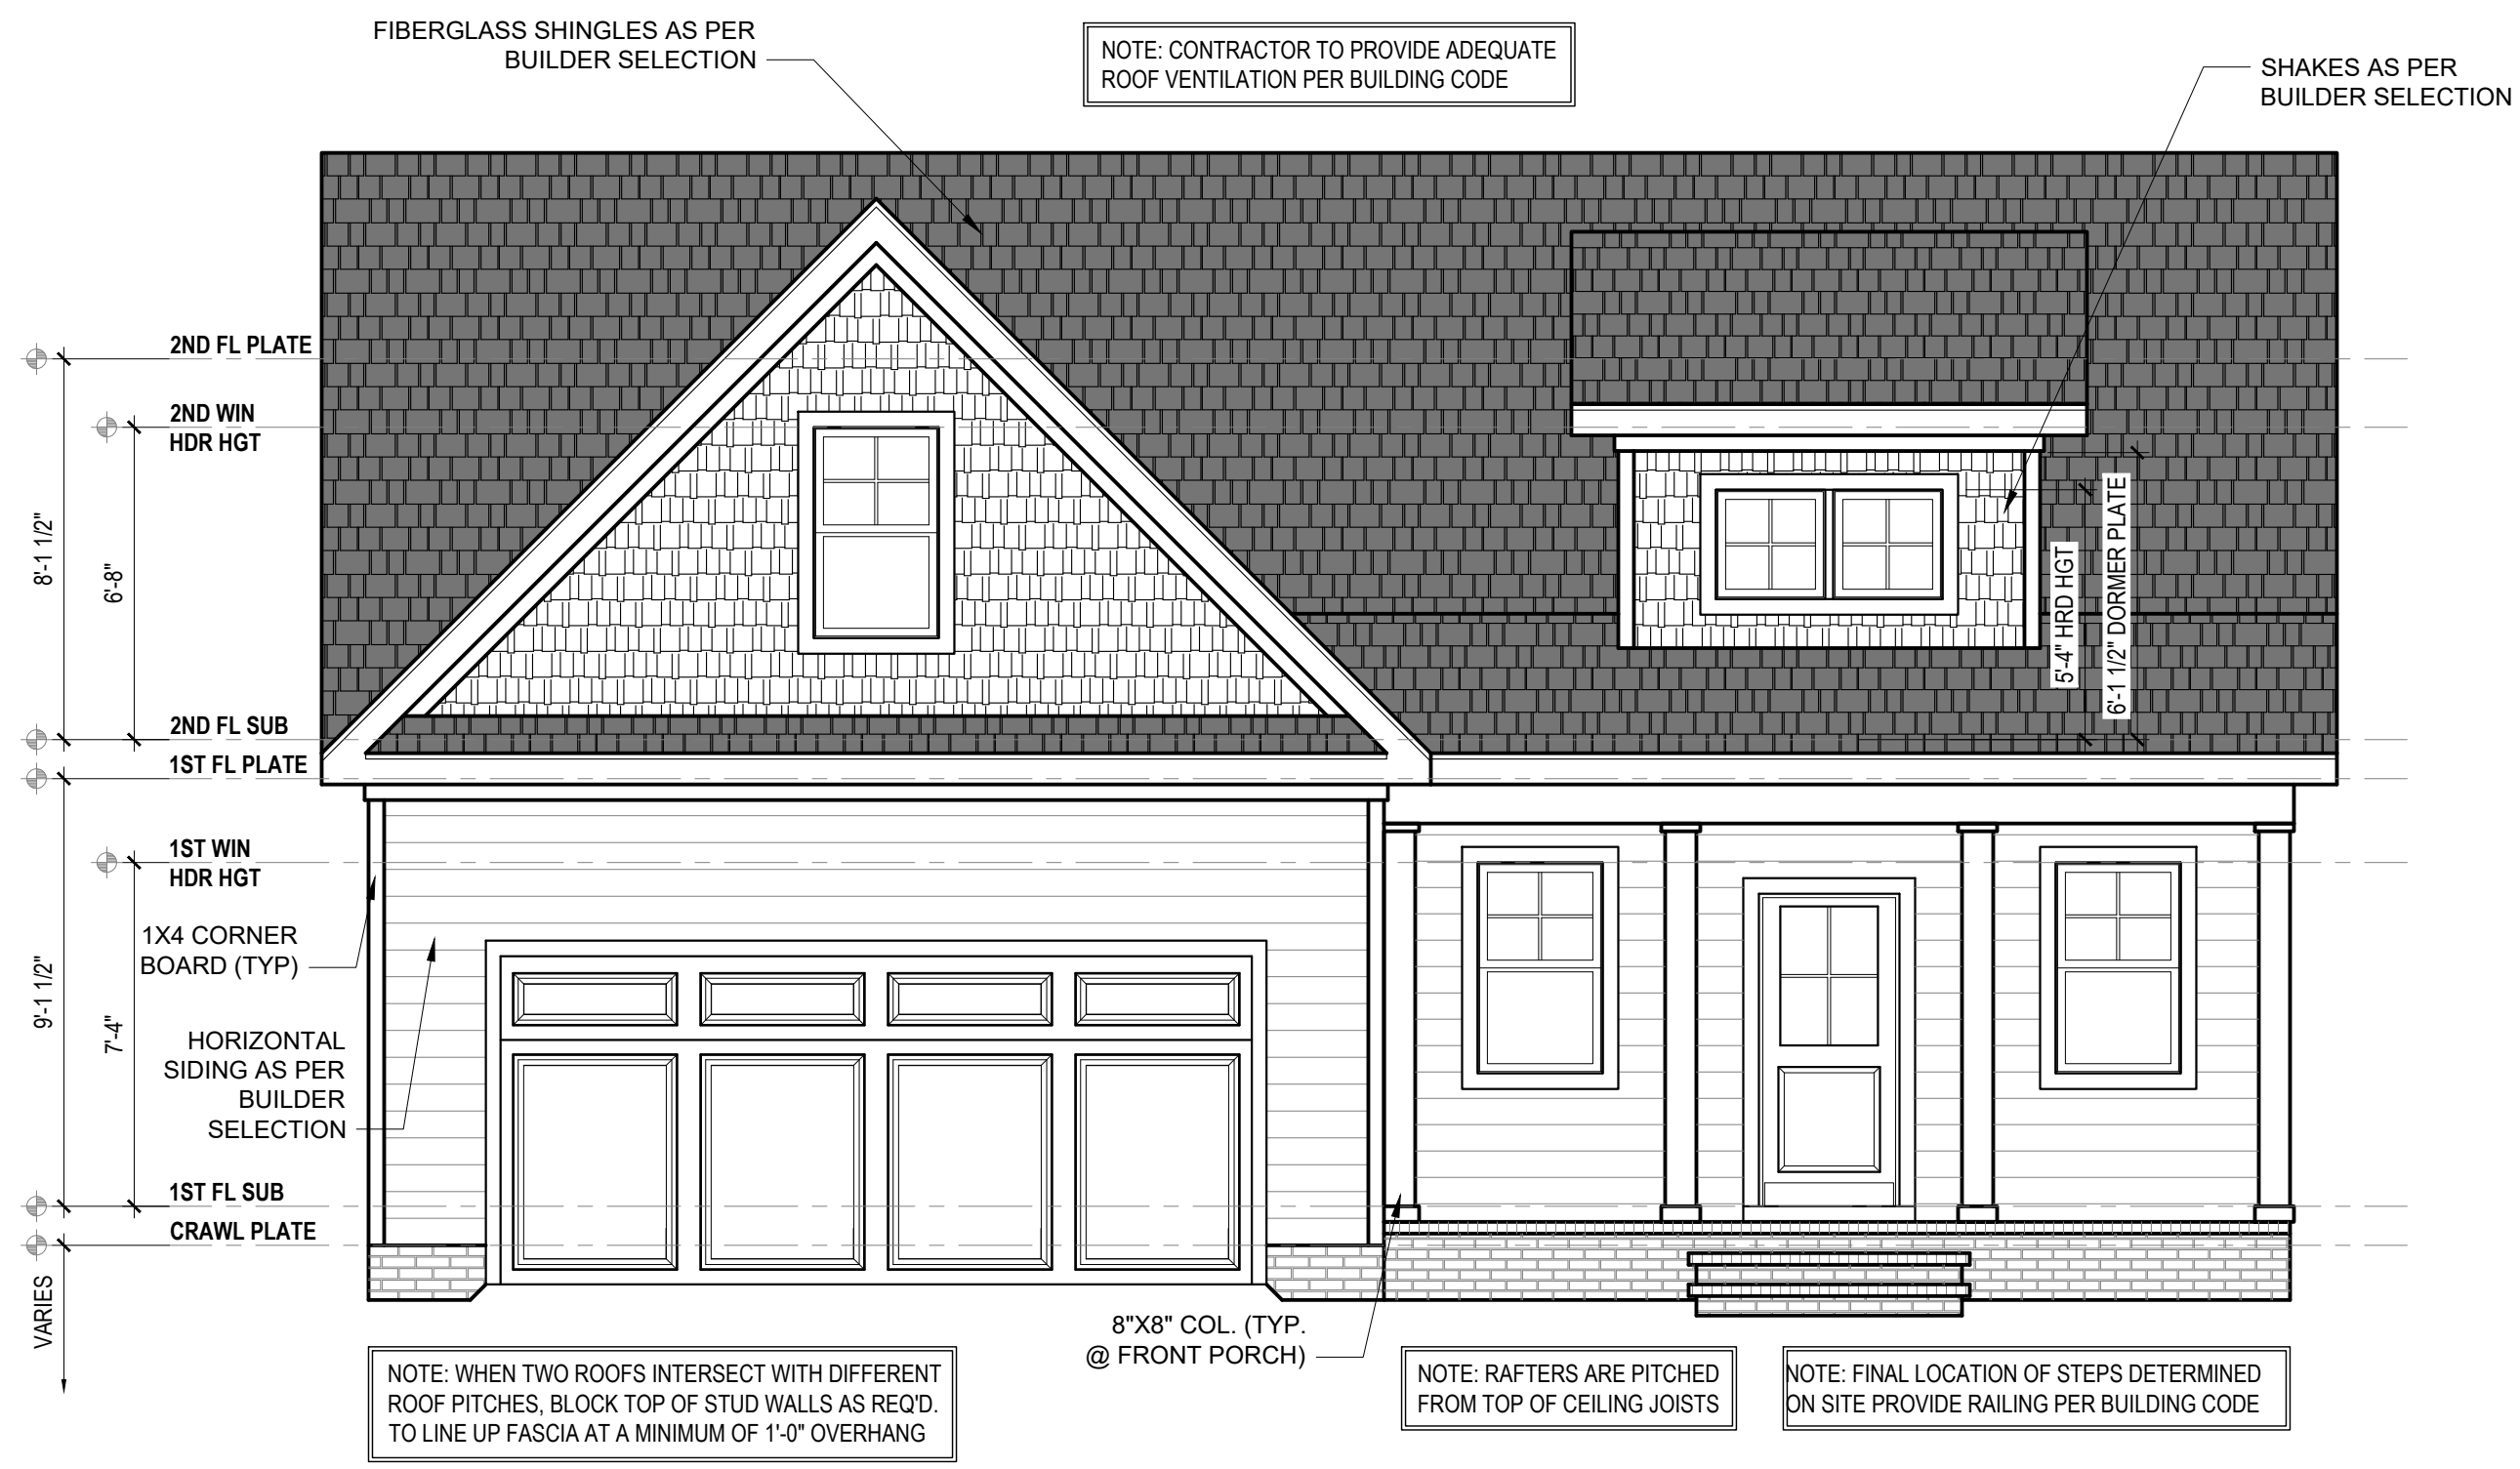 FIBERGLASS SHINGLES AS PER
BUILDER SELECTION
NOTE: CONTRACTOR TO PROVIDE ADEQUATE
ROOF VENTILATION PER BUILDING CODE
SHAKES AS PER
BUILDER SELECTION
2ND FL PLATE
2ND WIN
HDR HGT
8'-1 1/2"
6'-8"
5'-4" HRD HGT
6'-1 1/2" DORMER PLATE
2ND FL SUB
1ST FL PLATE
1ST WIN
HDR HGT
1X4 CORNER
BOARD (TYP)
9'-1 1/2"
7'-4"
HORIZONTAL
SIDING AS PER
BUILDER
SELECTION
1ST FL SUB
CRAWL PLATE
VARIES
8"X8" COL. (TYP.
@ FRONT PORCH)
NOTE: WHEN TWO ROOFS INTERSECT WITH DIFFERENT
ROOF PITCHES, BLOCK TOP OF STUD WALLS AS REQ'D.
TO LINE UP FASCIA AT A MINIMUM OF 1'-0" OVERHANG
NOTE: RAFTERS ARE PITCHED
FROM TOP OF CEILING JOISTS
NOTE: FINAL LOCATION OF STEPS DETERMINED
ON SITE PROVIDE RAILING PER BUILDING CODE